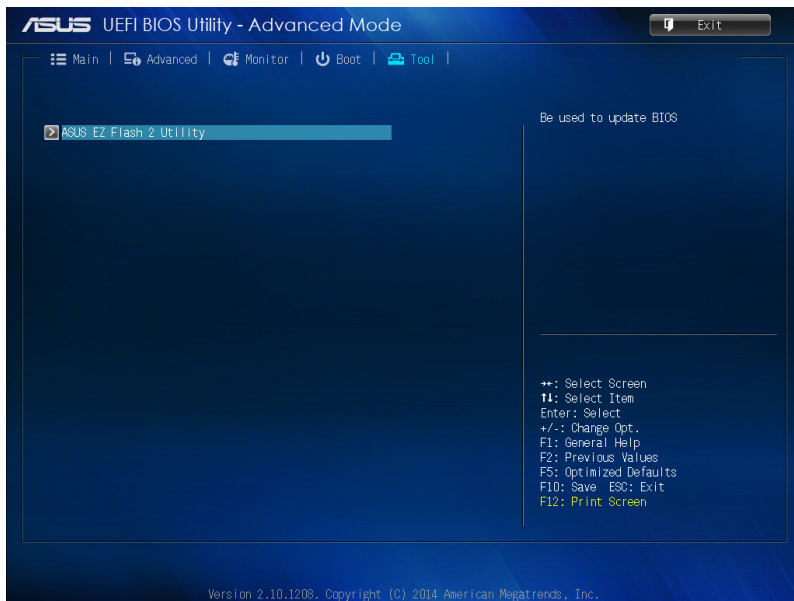 ASUS UEFI BIOS Utility - Advanced Mode
Exit
Main | Advanced | Monitor | Boot | Tool |
ASUS EZ Flash 2 Utility
Be used to update BIOS
→←: Select Screen
↑↓: Select Item
Enter: Select
+/-: Change Opt.
F1: General Help
F2: Previous Values
F5: Optimized Defaults
F10: Save ESC: Exit
F12: Print Screen
Version 2.10.1208. Copyright (C) 2014 American Megatrends, Inc.